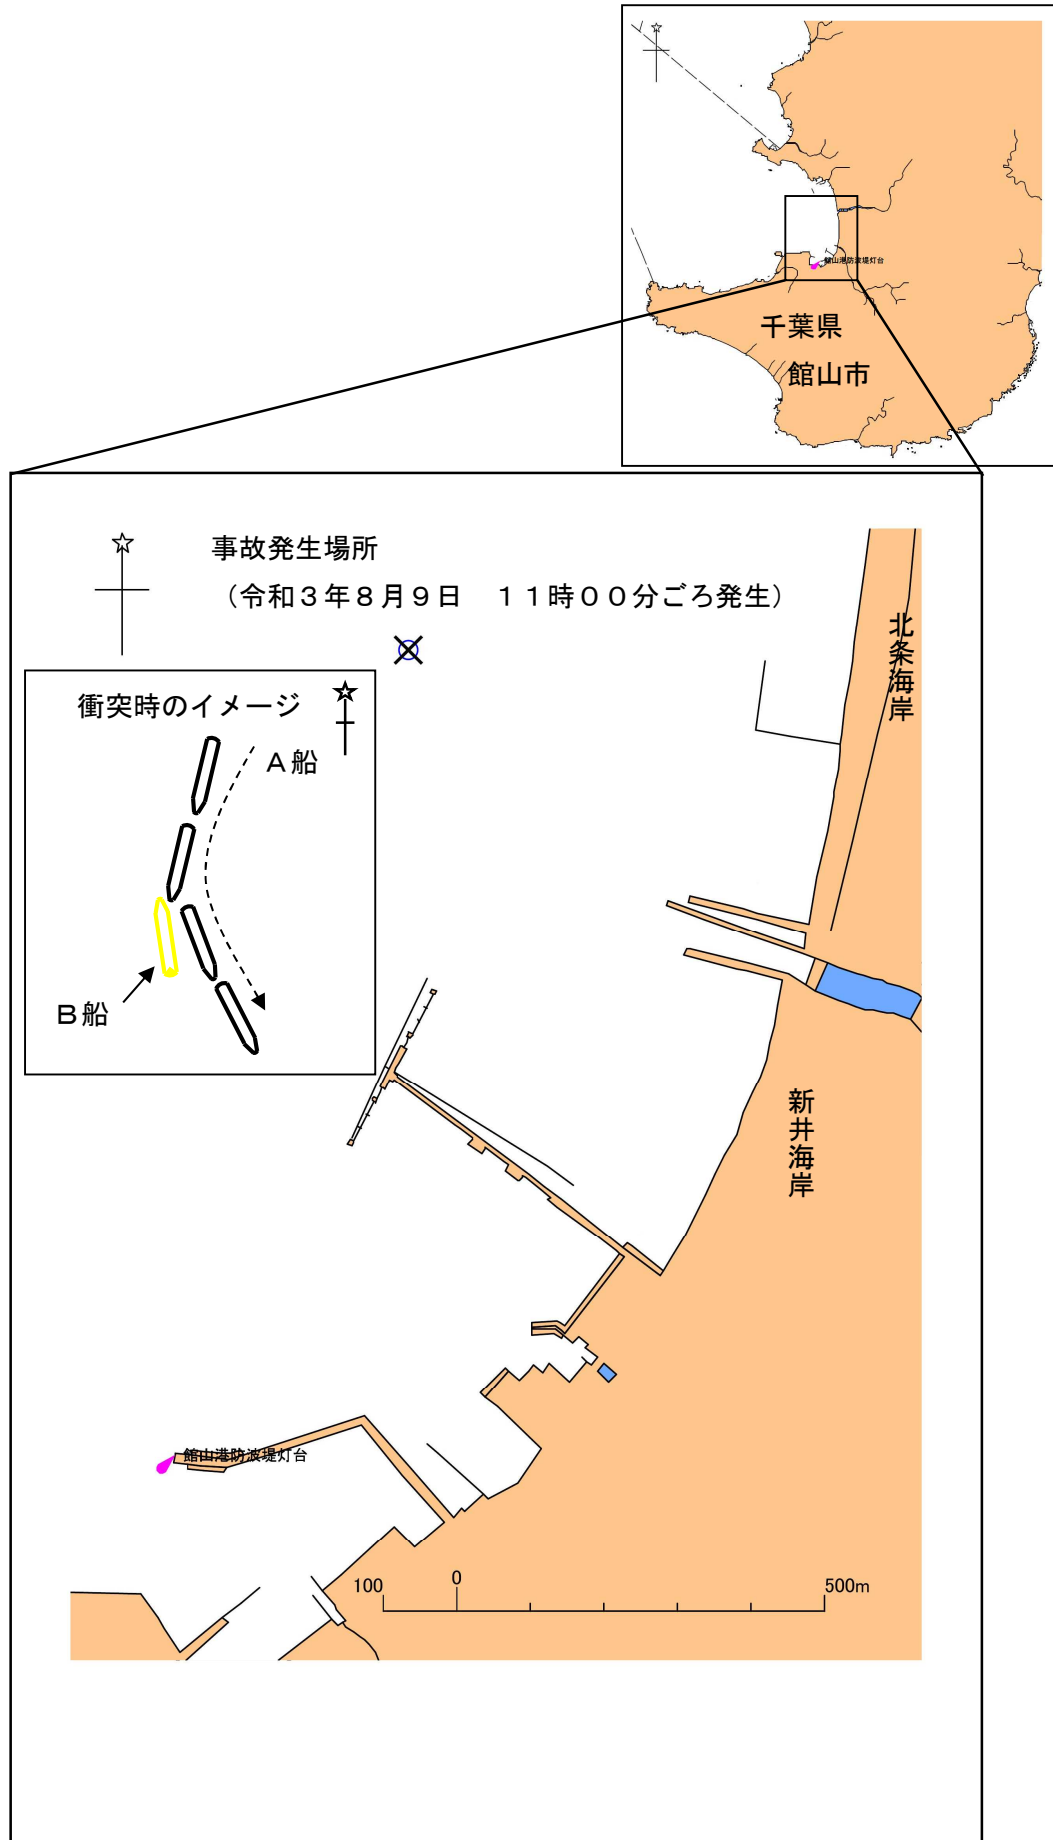 館山港防波堤灯台
千葉県
館山市
事故発生場所
（令和３年８月９日　１１時００分ごろ発生）
北条海岸
衝突時のイメージ
Ａ船
Ｂ船
新井海岸
館山港防波堤灯台
100
0
500m